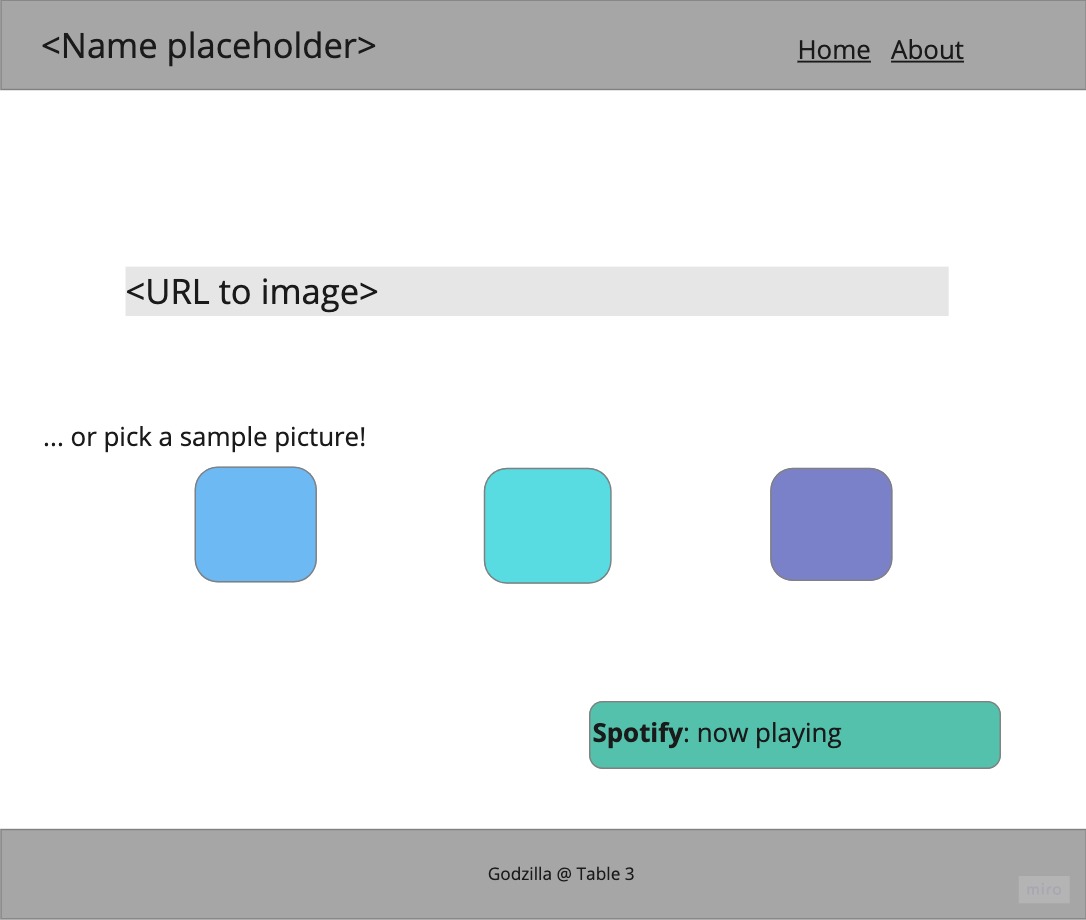 <Name placeholder>
Home About
<URL to image>
... or pick a sample picture!
Spotify: now playing
Godzilla @ Table 3
miro